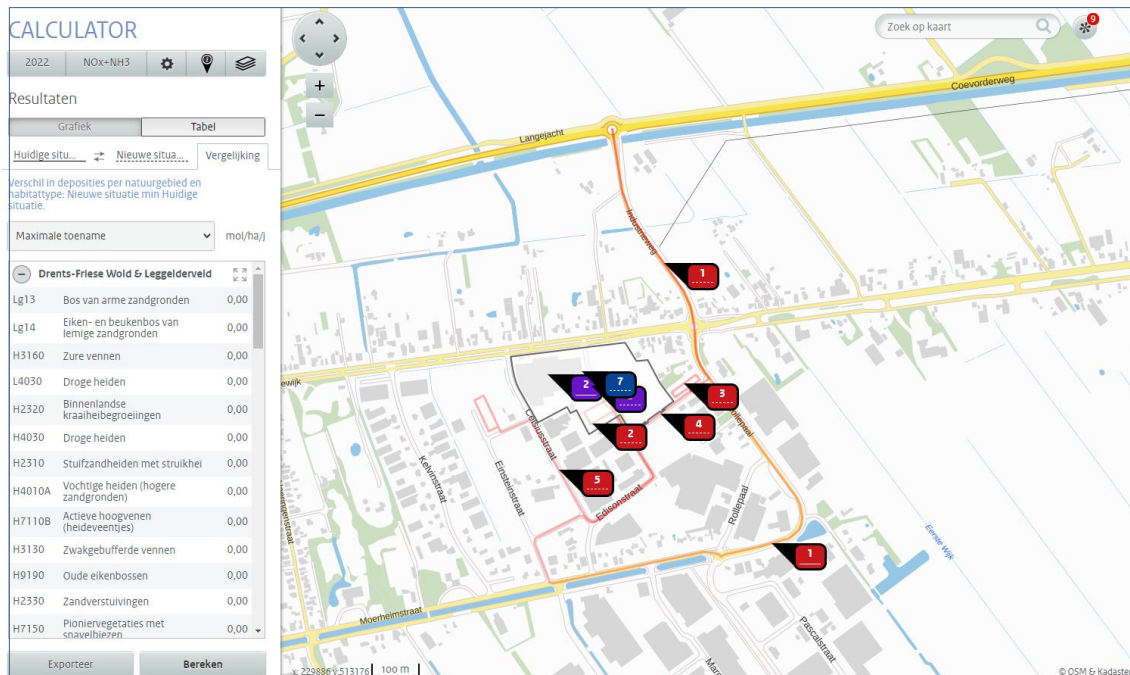 CALCULATOR
2022
NOx+NH3
Resultaten
Grafiek
Tabel
Huidige situ...
Nieuwe situa...
Vergelijking
Verschil in deposities per natuurgebied en
habitattype: Nieuwe situatie min Huidige
situatie.
Maximale toename
mol/ha/j
Drents-Friese Wold & Leggelderveld
Lg13 Bos van arme zandgronden 0,00
Lg14 Eiken- en beukenbos van
lemige zandgronden 0,00
H3160 Zure vennen 0,00
L4030 Droge heiden 0,00
H2320 Binnenlandse
kraaiheibegroeiingen 0,00
H4030 Droge heiden 0,00
H2310 Stuifzandheiden met struikhei 0,00
H4010A Vochtige heiden (hogere
zandgronden) 0,00
H7110B Actieve hoogvenen
(heideveentjes) 0,00
H3130 Zwakgebufferde vennen 0,00
H9190 Oude eikenbossen 0,00
H2330 Zandverstuivingen 0,00
H7150 Pioniervegetaties met
snavelbiezen 0,00
Exporteer
Bereken
Zoek op kaart
9
Coevorderweg
Langejacht
Industrieweg
1
ewijk
2
7
3
4
2
5
1
Celsiusstraat
Einsteinstraat
Kelvinstraat
Edisonstraat
Rollepaal
Eerste Wijk
Moerheimstraat
Pascalstraat
x: 229886 y:513176
100 m
© OSM & Kadaster